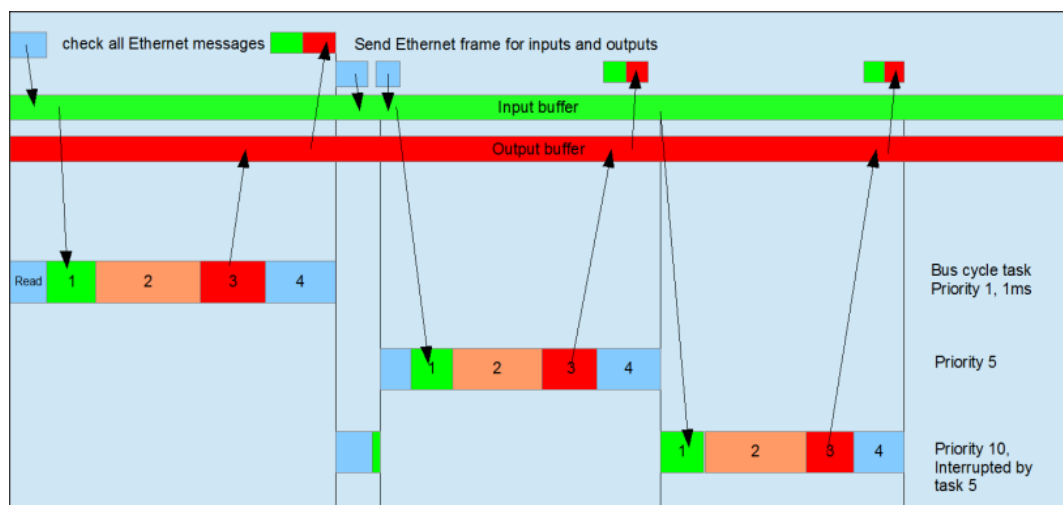 check all Ethernet messages
Send Ethernet frame for inputs and outputs
Input buffer
Output buffer
Read
1
2
3
4
Bus cycle task
Priority 1, 1ms
1
2
3
4
Priority 5
1
2
3
4
Priority 10,
Interrupted by
task 5